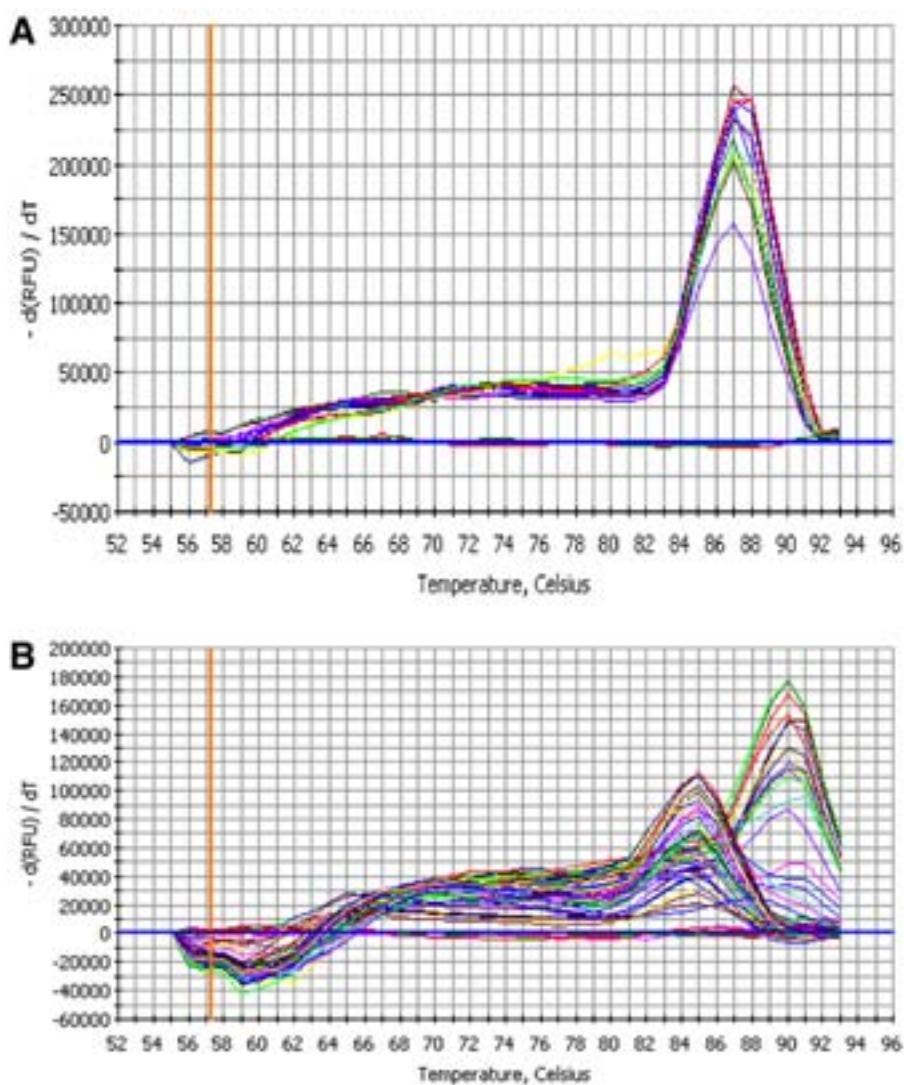 A
300000
250000
200000
150000
100000
50000
0
-50000
- d(RFU) / dT
52 54 56 58 60 62 64 66 68 70 72 74 76 78 80 82 84 86 88 90 92 94 96
Temperature, Celsius
B
200000
180000
160000
140000
120000
100000
80000
60000
40000
20000
0
-20000
-40000
-60000
- d(RFU) / dT
52 54 56 58 60 62 64 66 68 70 72 74 76 78 80 82 84 86 88 90 92 94 96
Temperature, Celsius